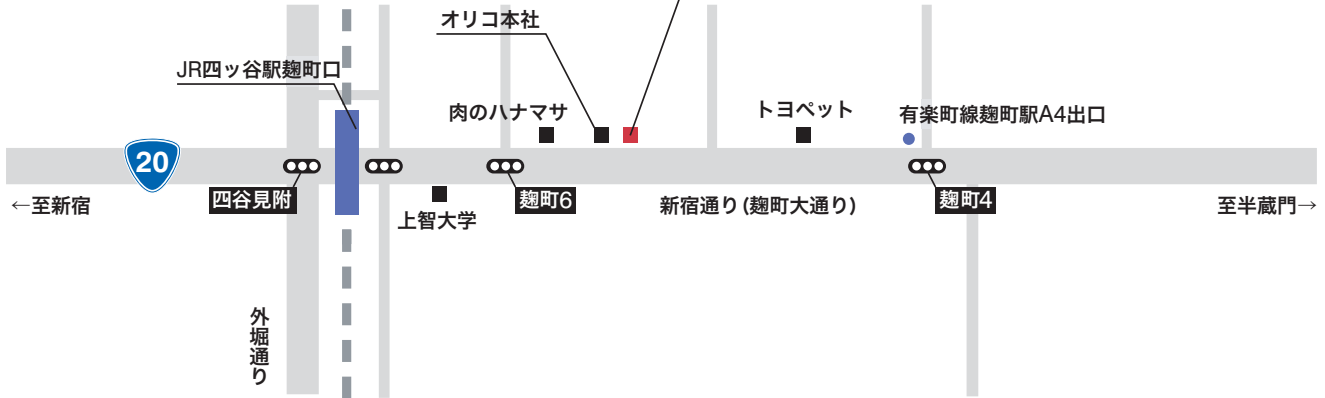 オリコ本社
JR四ッ谷駅麹町口
肉のハナマサ
トヨペット
有楽町線麹町駅A4出口
20
四谷見附
麹町6
麹町4
←至新宿
上智大学
新宿通り(麹町大通り)
至半蔵門→
外堀通り